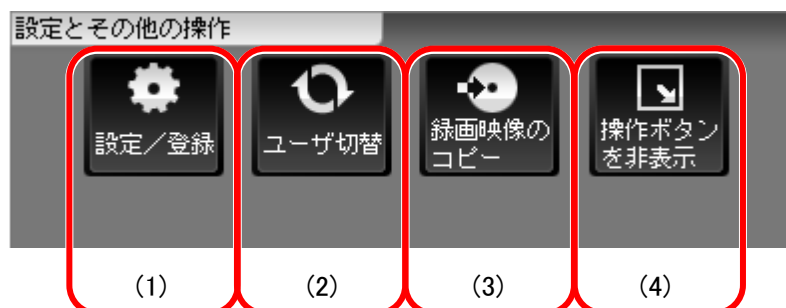 設定とその他の操作
設定／登録
ユーザ切替
録画映像の
コピー
操作ボタン
を非表示
(1)
(2)
(3)
(4)